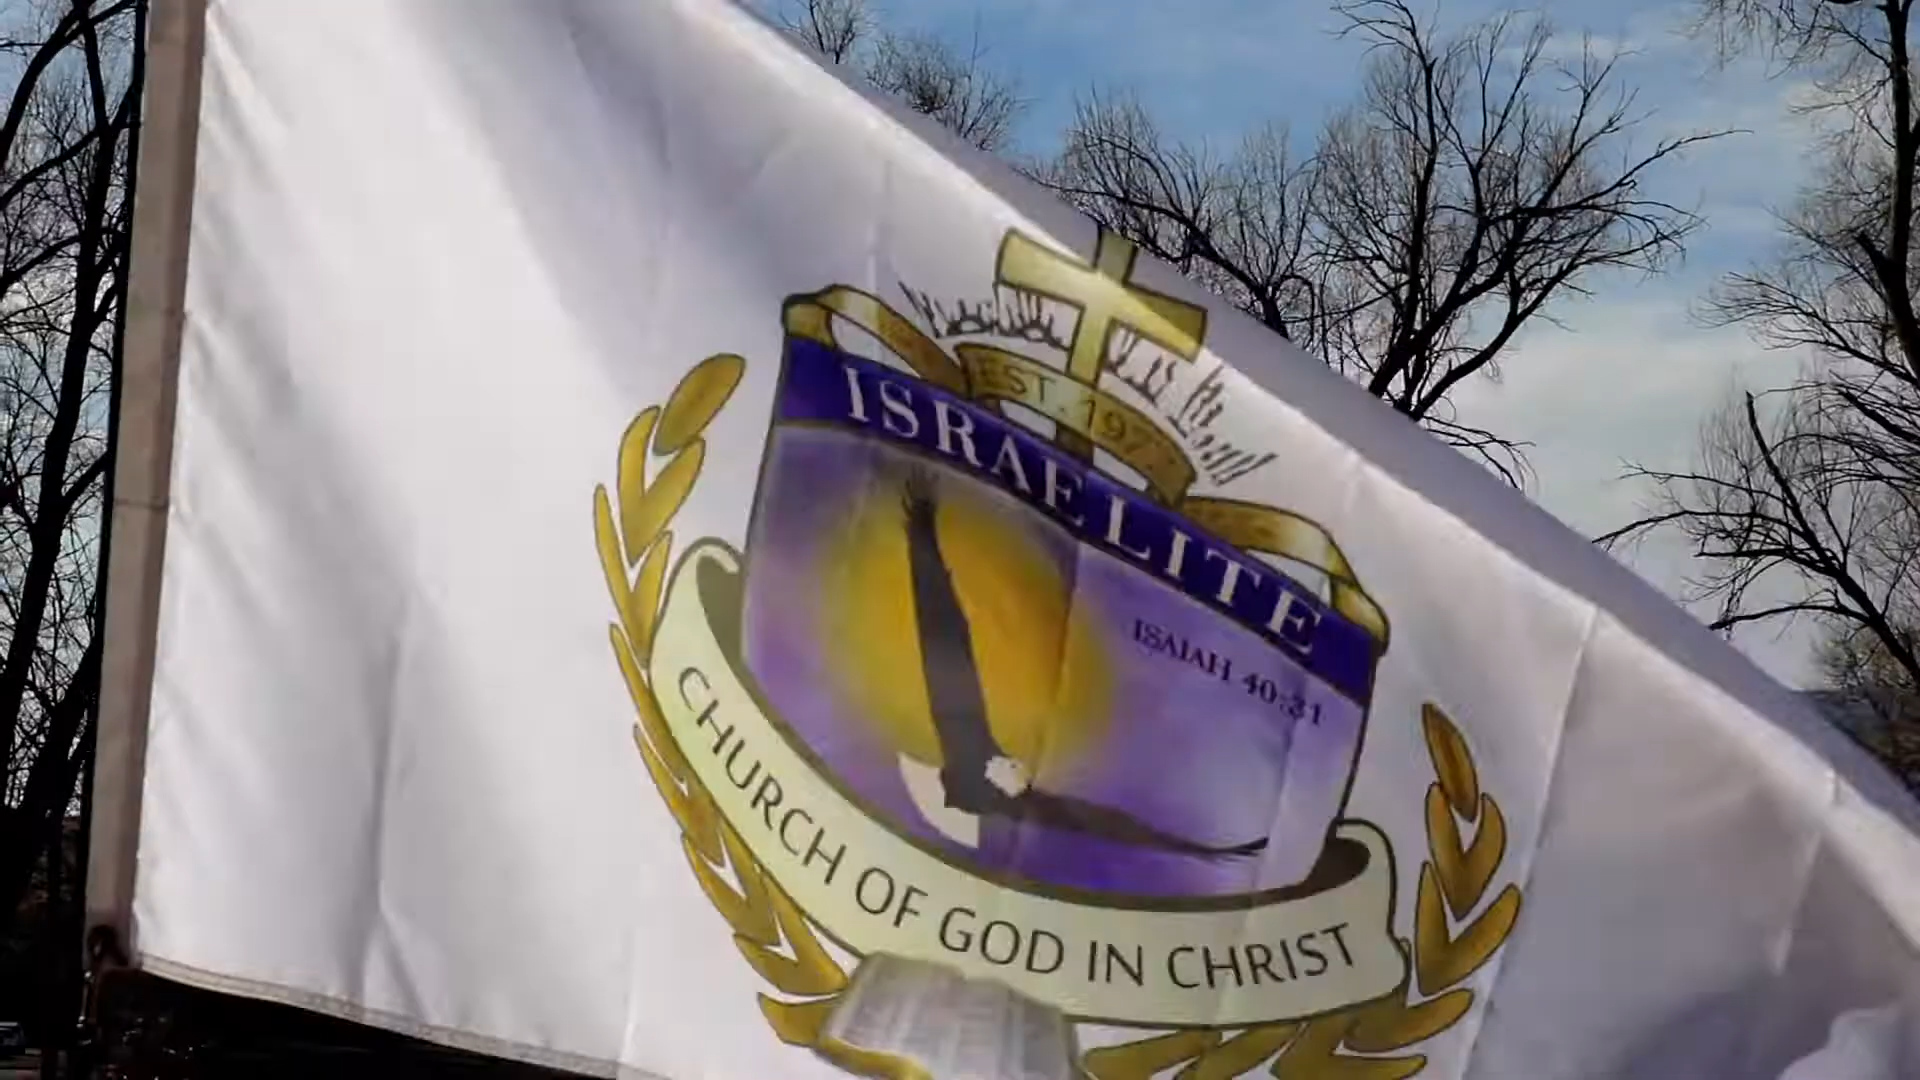 EST. 197
ISRAELITE
ISAIAH 40:31
CHURCH OF GOD IN CHRIST